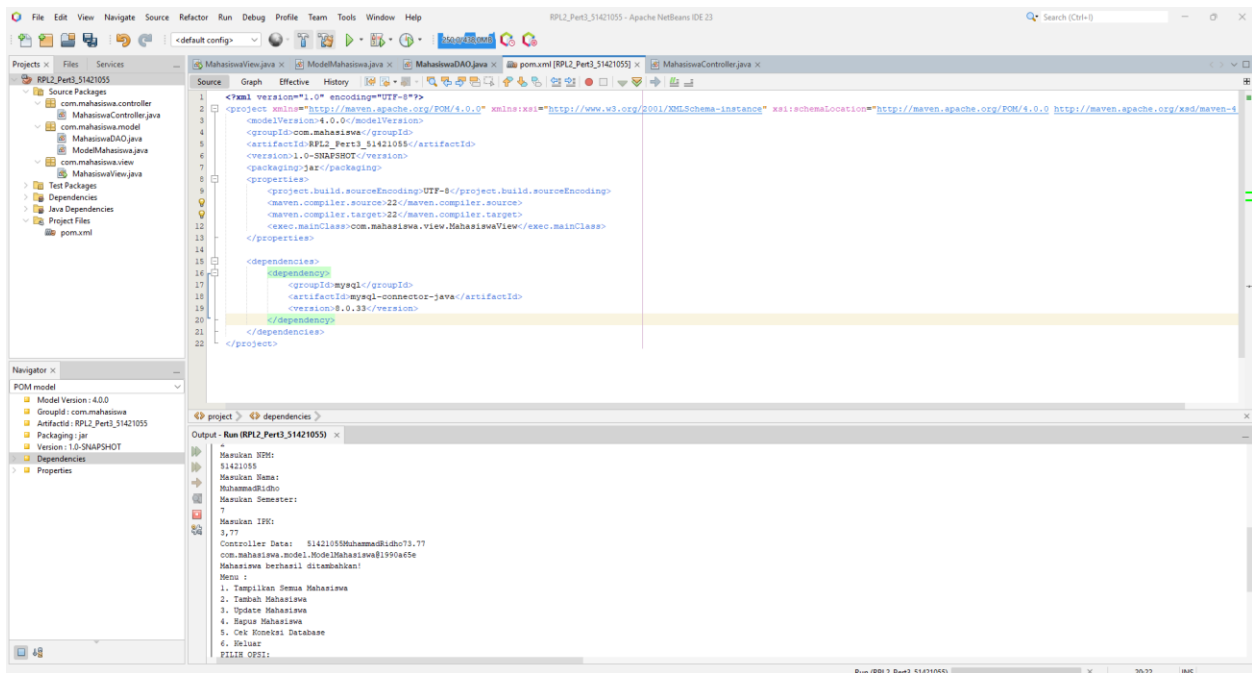 File Edit View Navigate Source Refactor Run Debug Profile Team Tools Window Help
RPL2_Pert3_51421055 - Apache NetBeans IDE 23
Search (Ctrl+I)
<default config>
Projects Files Services
RPL2_Pert3_51421055
Source Packages
com.mahasiswa.controller
MahasiswaController.java
com.mahasiswa.model
MahasiswaDAO.java
ModelMahasiswa.java
com.mahasiswa.view
MahasiswaView.java
Test Packages
Dependencies
Java Dependencies
Project Files
pom.xml
Navigator
POM model
Model Version : 4.0.0
GroupId : com.mahasiswa
ArtifactId : RPL2_Pert3_51421055
Packaging : jar
Version : 1.0-SNAPSHOT
Dependencies
Properties
MahasiswaView.java ModelMahasiswa.java MahasiswaDAO.java pom.xml [RPL2_Pert3_51421055] MahasiswaController.java
Source Graph Effective History
1 <?xml version="1.0" encoding="UTF-8"?>
2 <project xmlns="http://maven.apache.org/POM/4.0.0" xmlns:xsi="http://www.w3.org/2001/XMLSchema-instance" xsi:schemaLocation="http://maven.apache.org/POM/4.0.0 http://maven.apache.org/xsd/maven-4
3 <modelVersion>4.0.0</modelVersion>
4 <groupId>com.mahasiswa</groupId>
5 <artifactId>RPL2_Pert3_51421055</artifactId>
6 <version>1.0-SNAPSHOT</version>
7 <packaging>jar</packaging>
8 <properties>
9 <project.build.sourceEncoding>UTF-8</project.build.sourceEncoding>
<maven.compiler.source>22</maven.compiler.source>
<maven.compiler.target>22</maven.compiler.target>
12 <exec.mainClass>com.mahasiswa.view.MahasiswaView</exec.mainClass>
13 </properties>
14
15 <dependencies>
16 <dependency>
17 <groupId>mysql</groupId>
18 <artifactId>mysql-connector-java</artifactId>
19 <version>8.0.33</version>
20 </dependency>
21 </dependencies>
22 </project>
project dependencies
Output - Run (RPL2_Pert3_51421055)
Masukan NPM:
51421055
Masukan Nama:
MuhammadRidho
Masukan Semester:
7
Masukan IPK:
3,77
Controller Data: 51421055MuhammadRidho73.77
com.mahasiswa.model.ModelMahasiswa@1990a65e
Mahasiswa berhasil ditambahkan!
Menu :
1. Tampilkan Semua Mahasiswa
2. Tambah Mahasiswa
3. Update Mahasiswa
4. Hapus Mahasiswa
5. Cek Koneksi Database
6. Keluar
PILIH OPSI:
Run (RPL2_Pert3_51421055)
20:22 INS